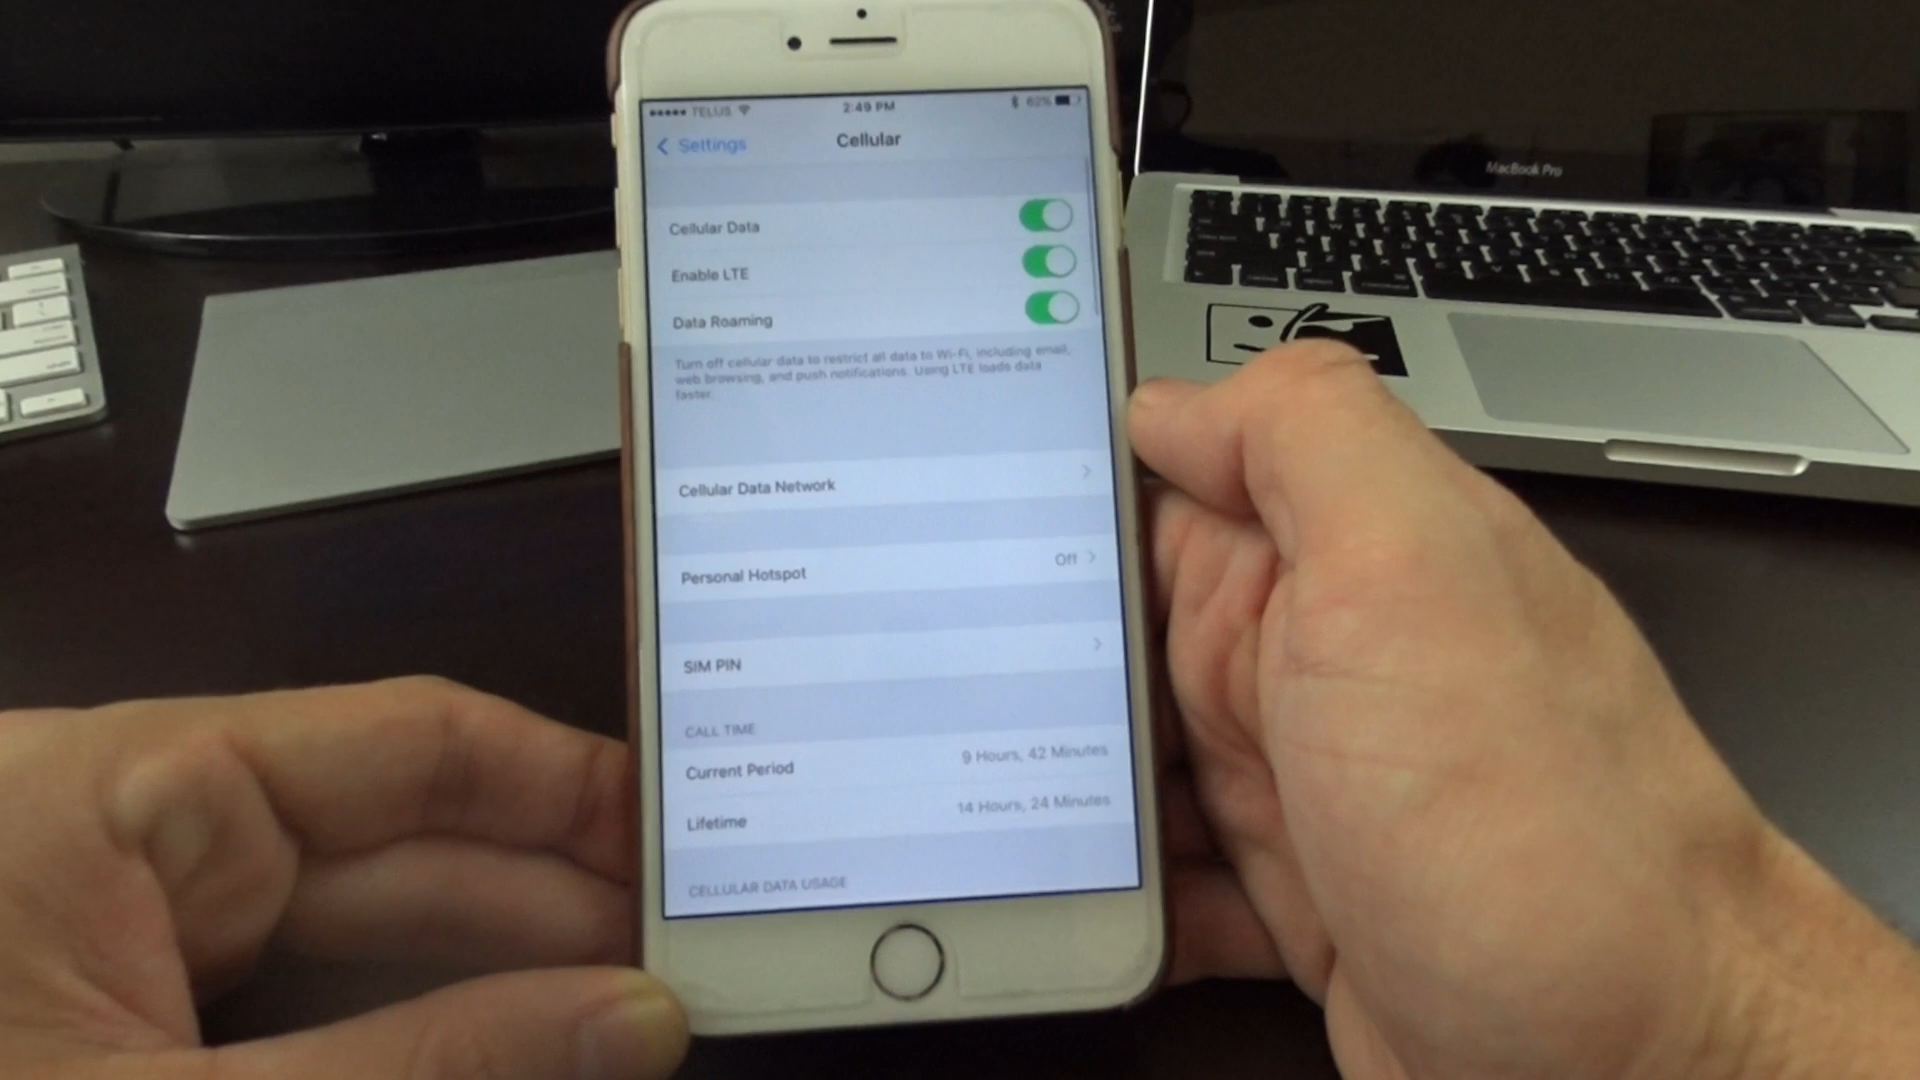 TELUS 2:49 PM 62%
Settings Cellular
MacBook Pro
Cellular Data
Enable LTE
Data Roaming
Turn off cellular data to restrict all data to Wi-Fi, including email,
web browsing, and push notifications. Using LTE loads data
faster.
Cellular Data Network
Personal Hotspot Off
SIM PIN
CALL TIME
Current Period 9 Hours, 42 Minutes
Lifetime 14 Hours, 24 Minutes
CELLULAR DATA USAGE